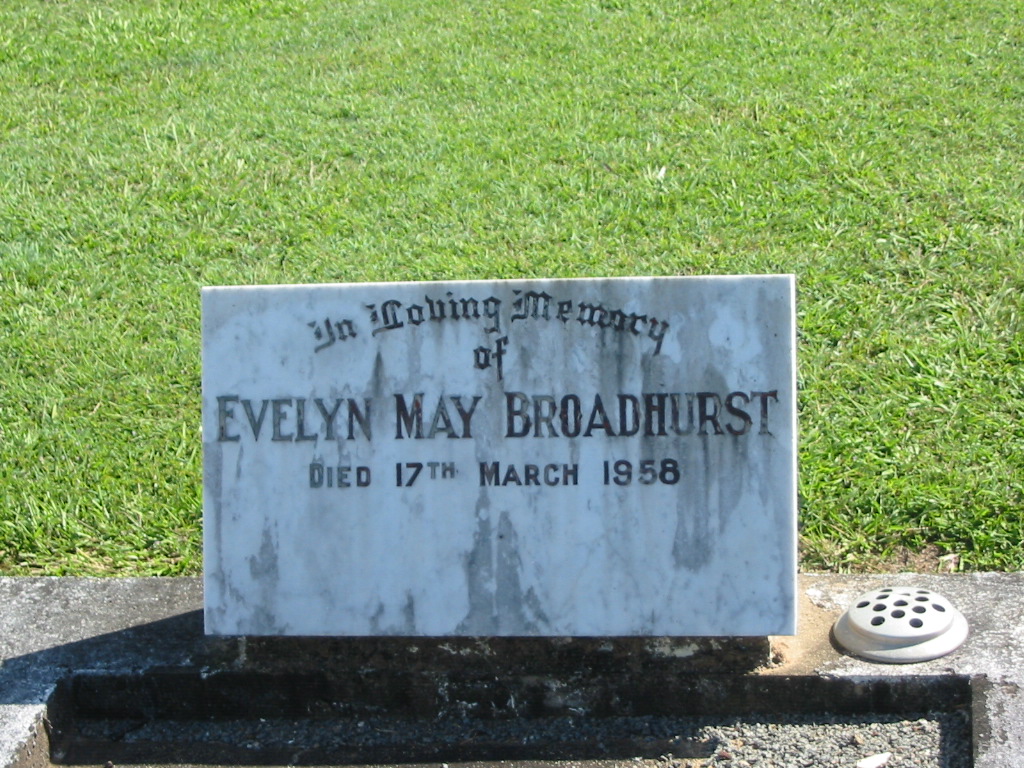 In Loving Memory
of
EVELYN MAY BROADHURST
DIED 17TH MARCH 1958